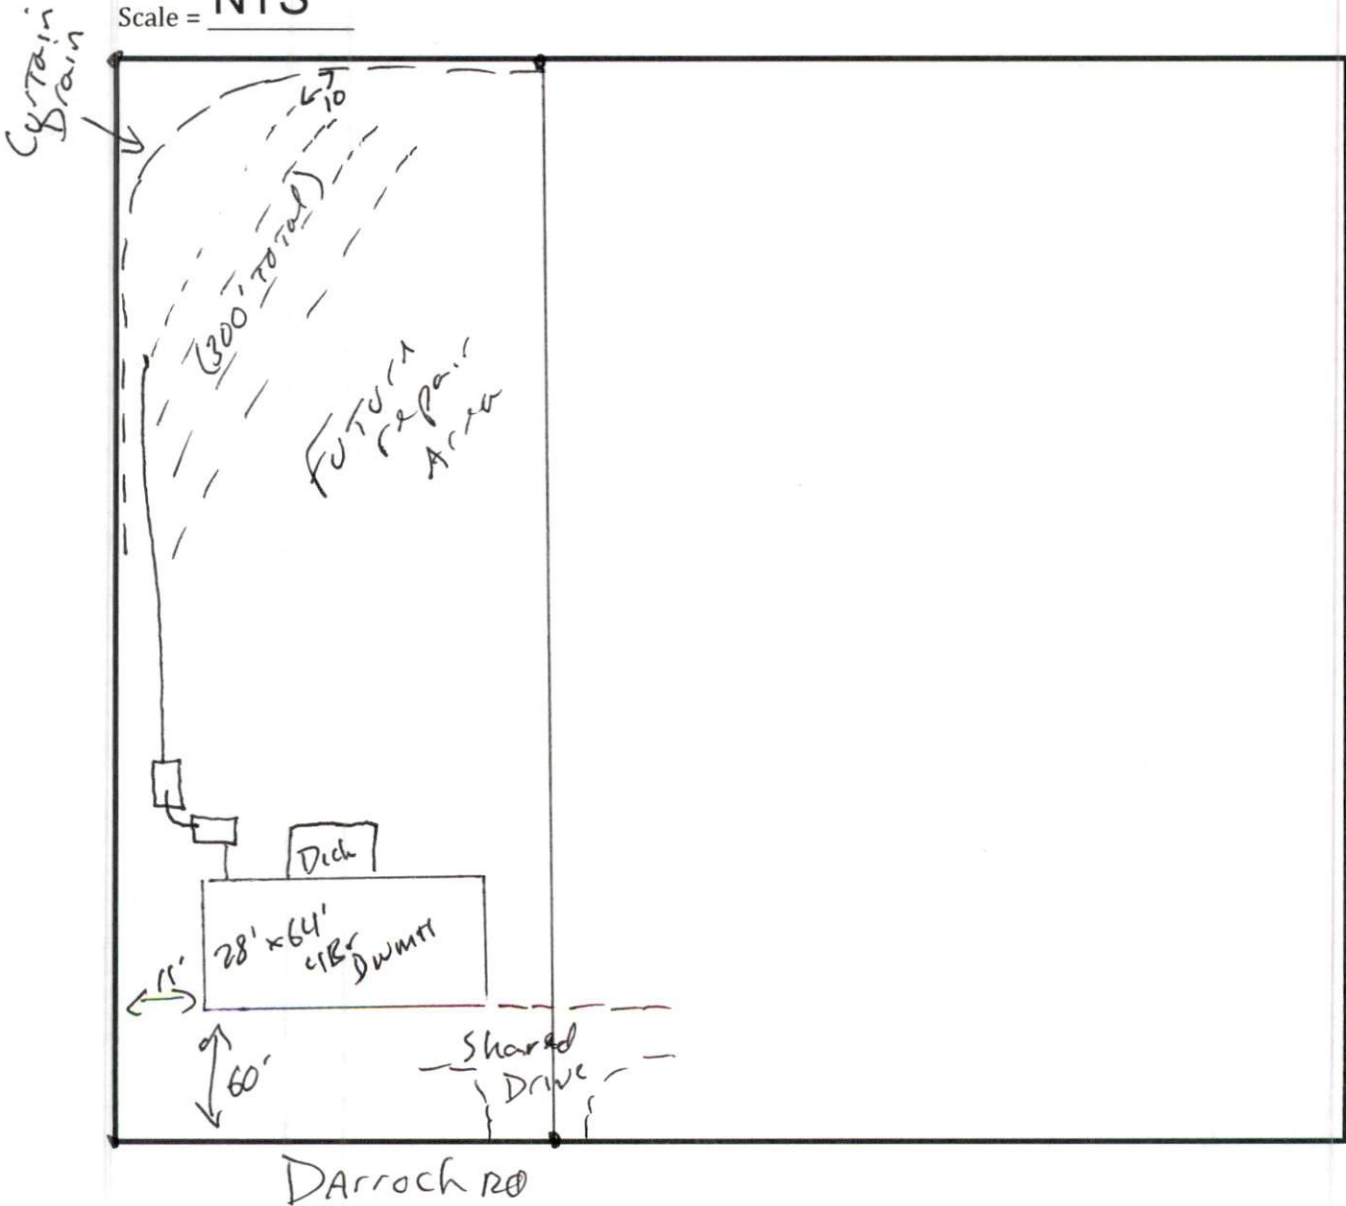 Scale = NTS
Curtain
Drain
10
(300' Total)
Future
repair
Area
Deck
28' x 64'
4Br
DWMH
11'
60'
Shared
Drive
Darroch RD